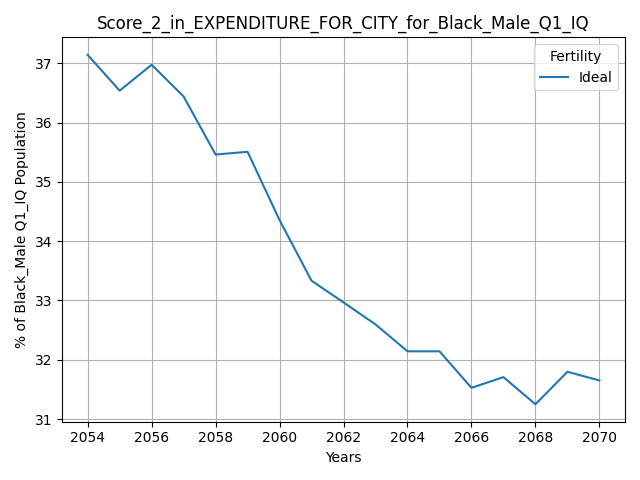 Score_2_in_EXPENDITURE_FOR_CITY_for_Black_Male_Q1_IQ
Fertility
Ideal
% of Black_Male Q1_IQ Population
37
36
35
34
33
32
31
2054 2056 2058 2060 2062 2064 2066 2068 2070
Years